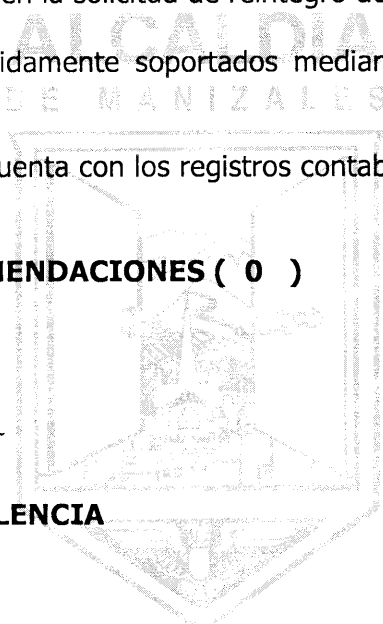 en la solicitud de reintegro de
ALCALDIA
idamente soportados mediar
DE MANIZALES
uenta con los registros contab
IENDACIONES ( 0 )
LENCIA